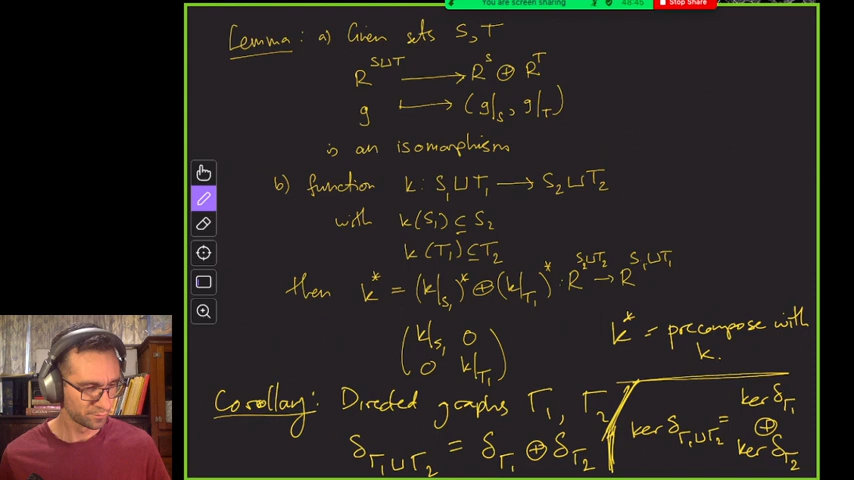 You are screen sharing 48:45 Stop Share
Lemma: a) Given sets S, T
R^{S⊔T} ⟶ R^S ⊕ R^T
g ⟼ (g|_S, g|_T)
is an isomorphism
b) function k: S_1⊔T_1 ⟶ S_2⊔T_2
with k(S_1) ⊆ S_2
k(T_1) ⊆ T_2
then k^* = (k|_{S_1})^* ⊕ (k|_{T_1})^* : R^{S_2⊔T_2} → R^{S_1⊔T_1}
(k|_{S_1} 0
0 k|_{T_1})
k^* = precompose with
k.
Corollary: Directed graphs Γ_1, Γ_2
δ_{Γ_1⊔Γ_2} = δ_{Γ_1} ⊕ δ_{Γ_2}
ker δ_{Γ_1⊔Γ_2} = ker δ_{Γ_1}
⊕
ker δ_{Γ_2}